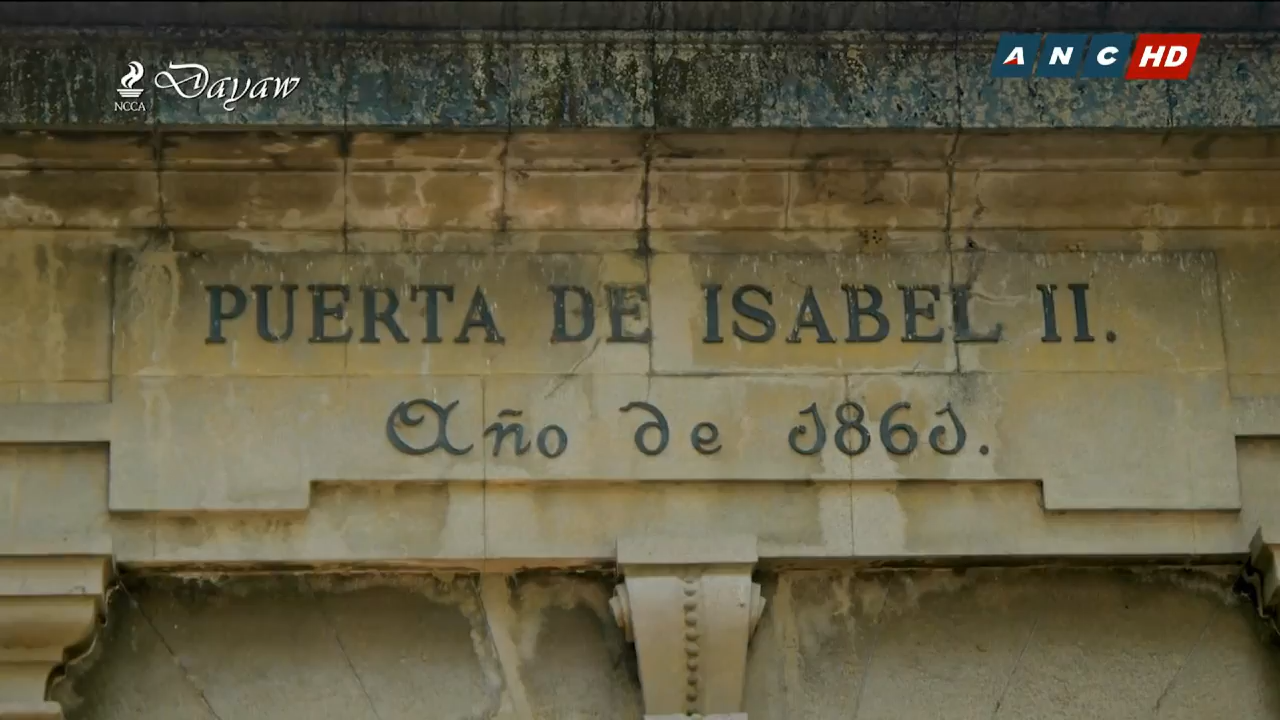 NCCA Dayaw
ANC HD
PUERTA DE ISABEL II.
Año de 1861.